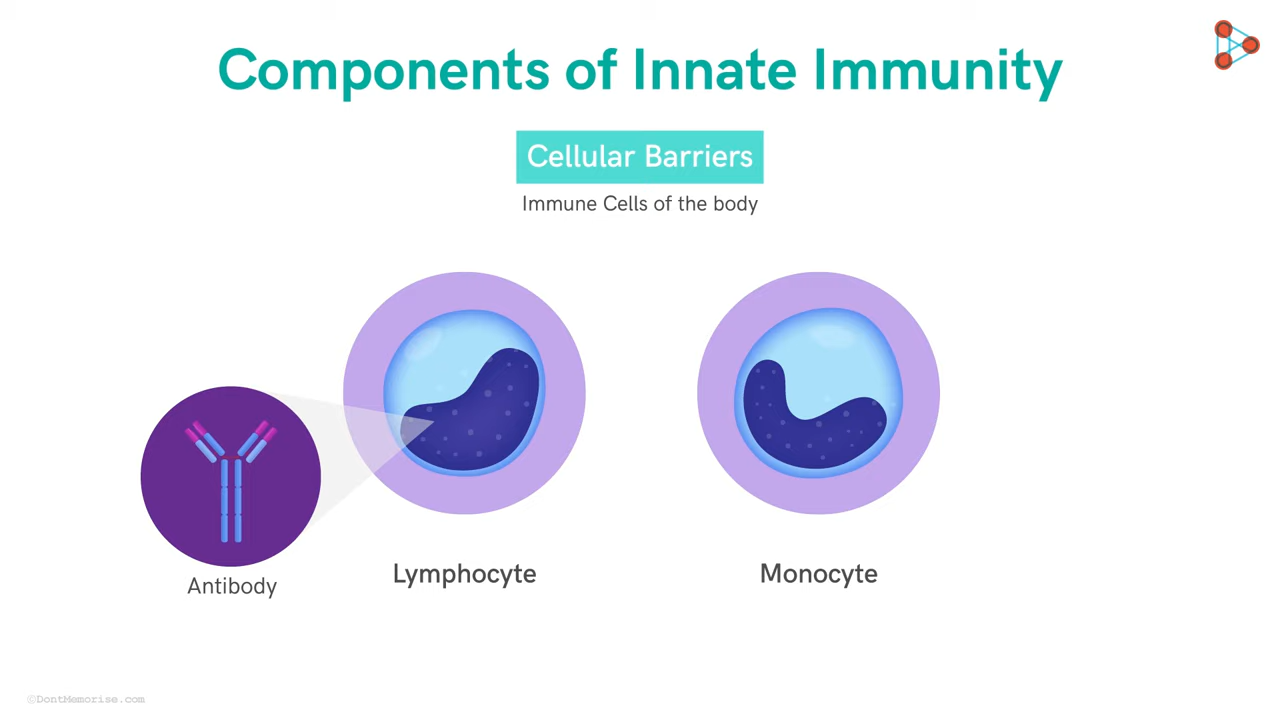 Components of Innate Immunity
Cellular Barriers
Immune Cells of the body
Lymphocyte
Monocyte
Antibody
©DontMemorise.com